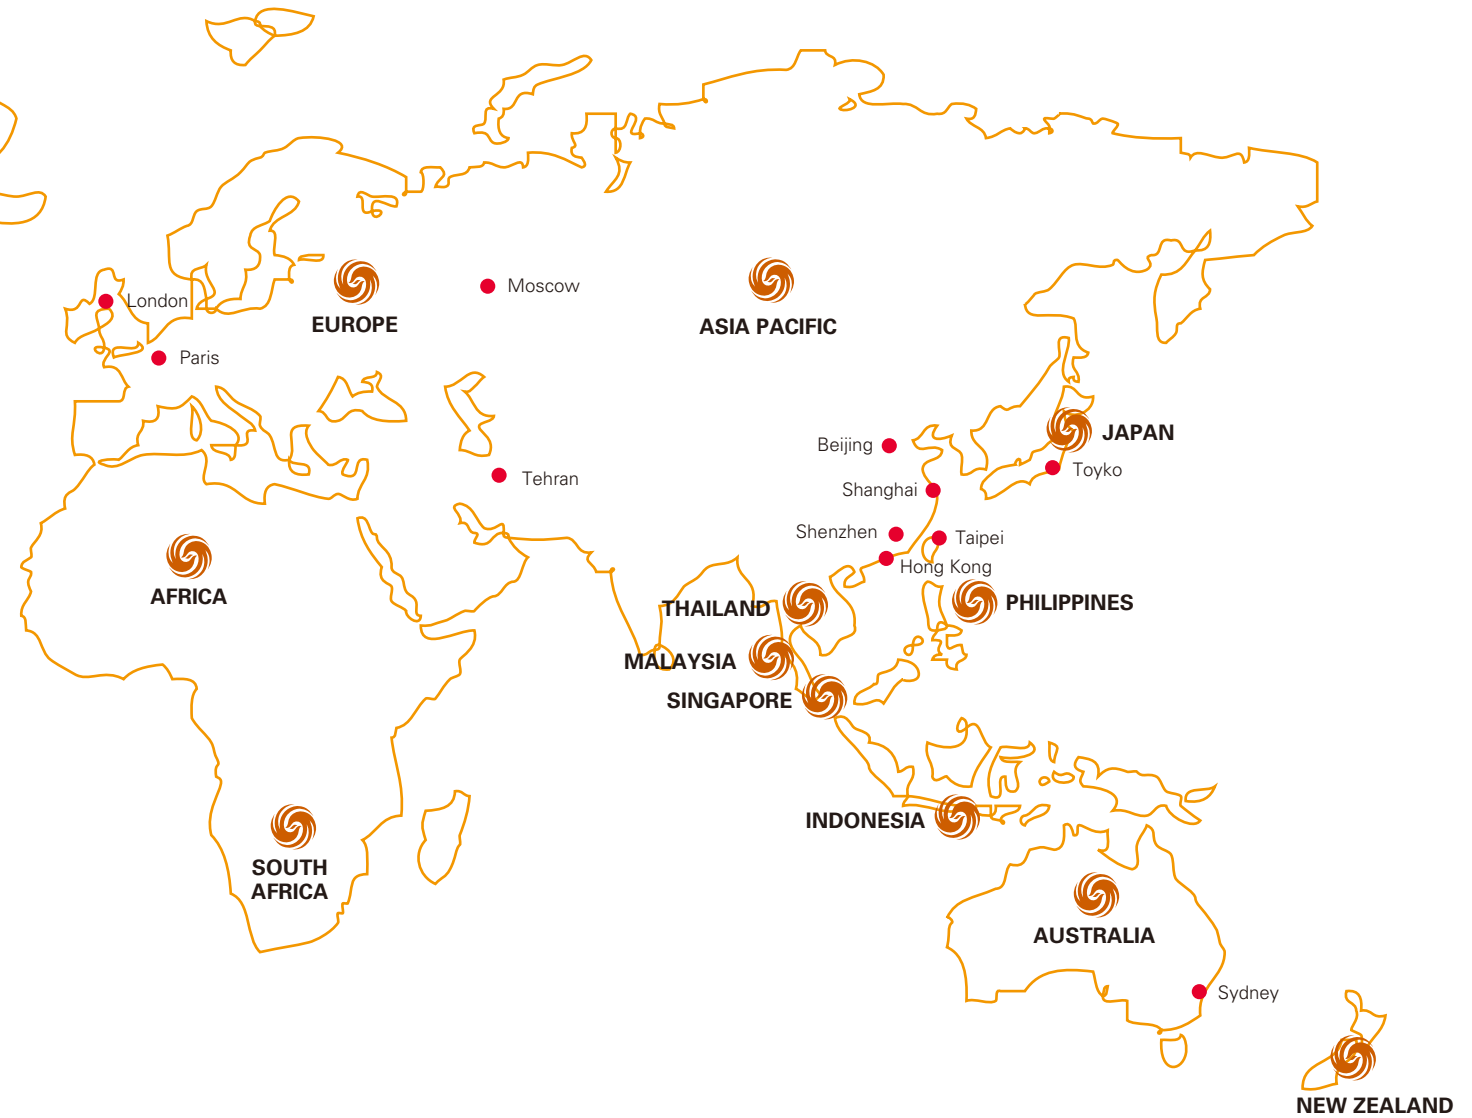 Moscow
London
EUROPE
ASIA PACIFIC
Paris
JAPAN
Beijing
Toyko
Tehran
Shanghai
Shenzhen
Taipei
Hong Kong
AFRICA
THAILAND
PHILIPPINES
MALAYSIA
SINGAPORE
INDONESIA
SOUTH
AFRICA
AUSTRALIA
Sydney
NEW ZEALAND